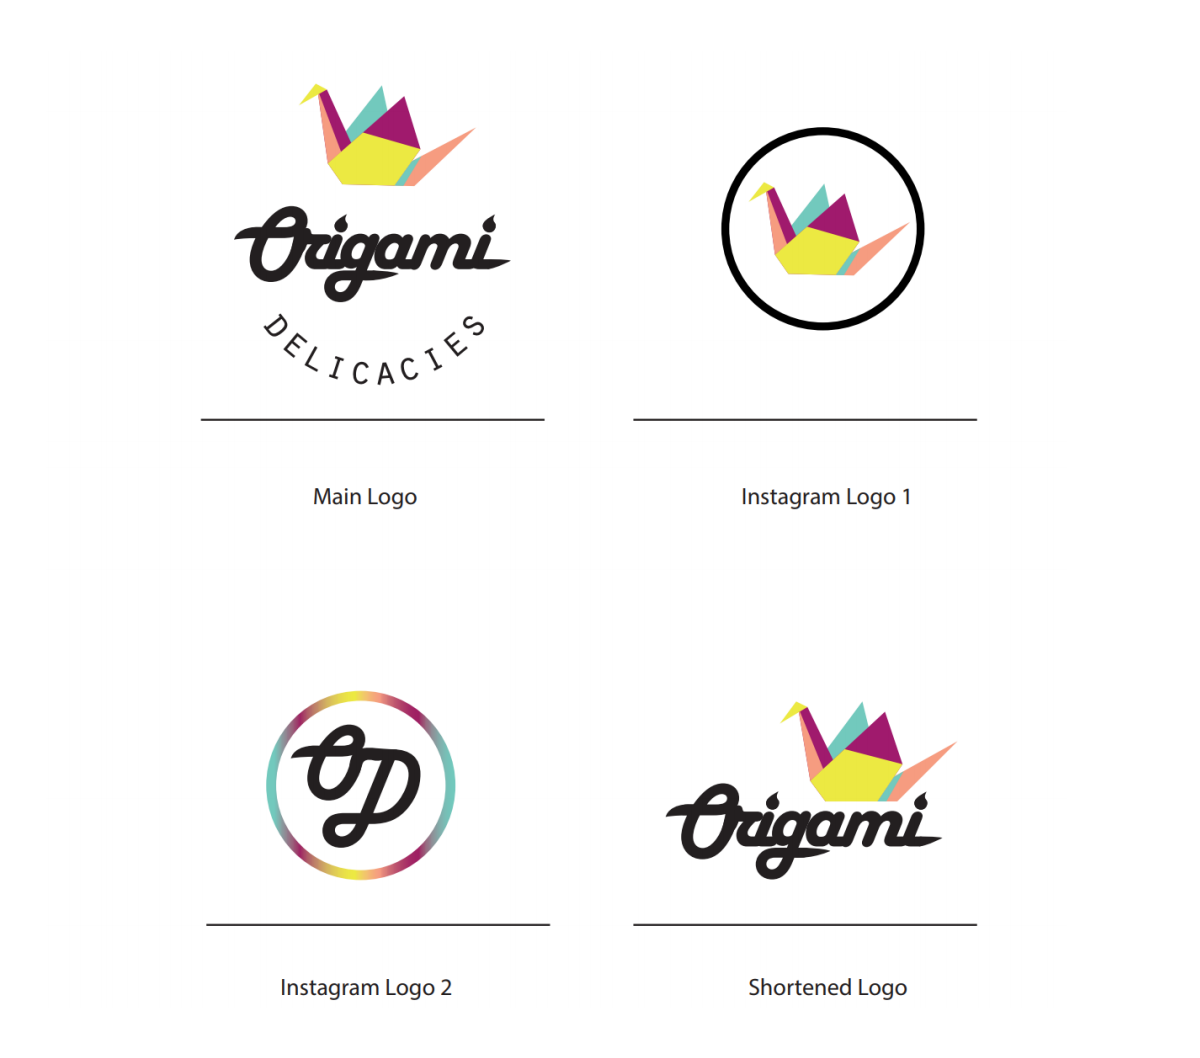 Origami
DELICACIES
Main Logo
Instagram Logo 1
OD
Instagram Logo 2
Origami
Shortened Logo